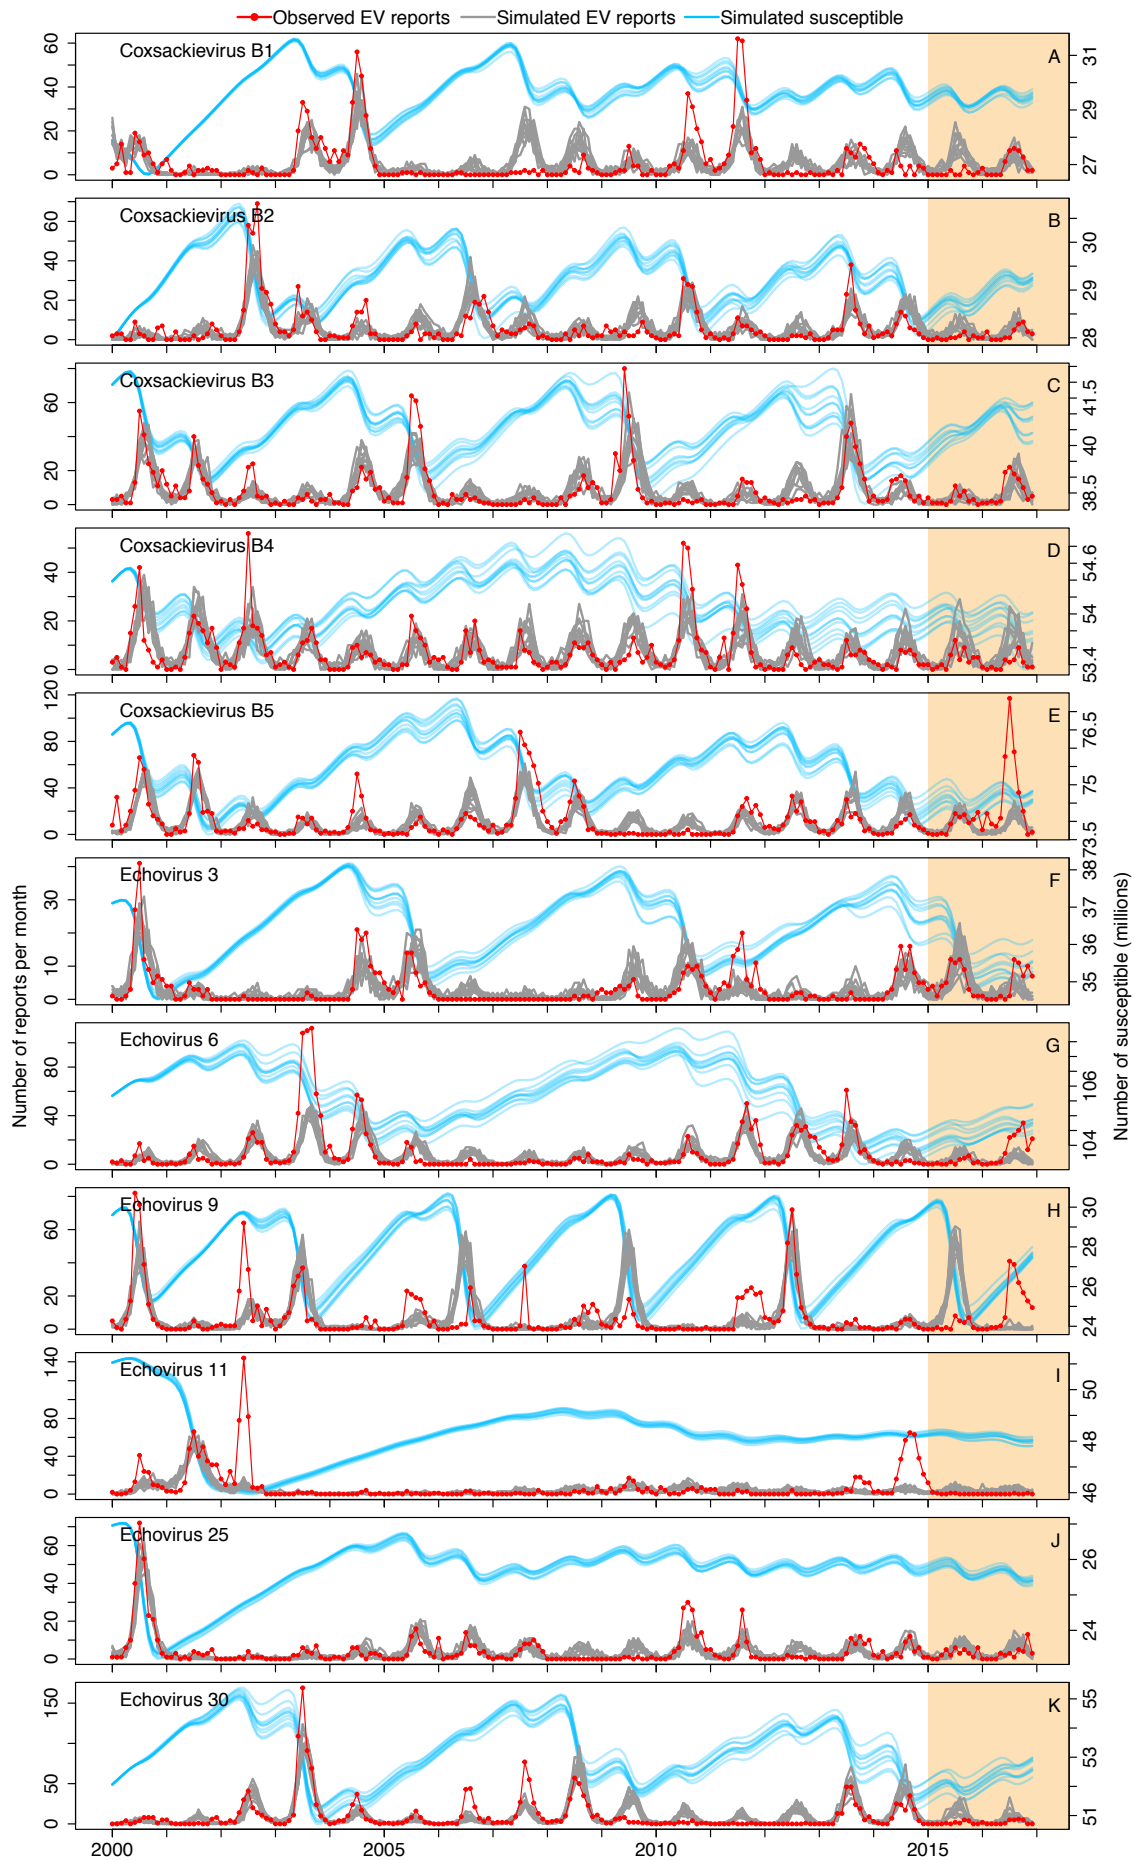 Observed EV reports Simulated EV reports Simulated susceptible
Number of reports per month
Number of susceptible (millions)
Coxsackievirus B1 A
0 20 40 60
27 29 31
Coxsackievirus B2 B
0 20 40 60
28 29 30
Coxsackievirus B3 C
0 20 60
38.5 40 41.5
Coxsackievirus B4 D
0 20 40
53.4 54 54.6
Coxsackievirus B5 E
0 40 80 120
73.5 75 76.5
Echovirus 3 F
0 10 30
35 36 37 38
Echovirus 6 G
0 40 80
104 106
Echovirus 9 H
0 20 60
24 26 28 30
Echovirus 11 I
0 40 80 140
46 48 50
Echovirus 25 J
0 20 40 60
24 26
Echovirus 30 K
0 50 150
51 53 55
2000 2005 2010 2015